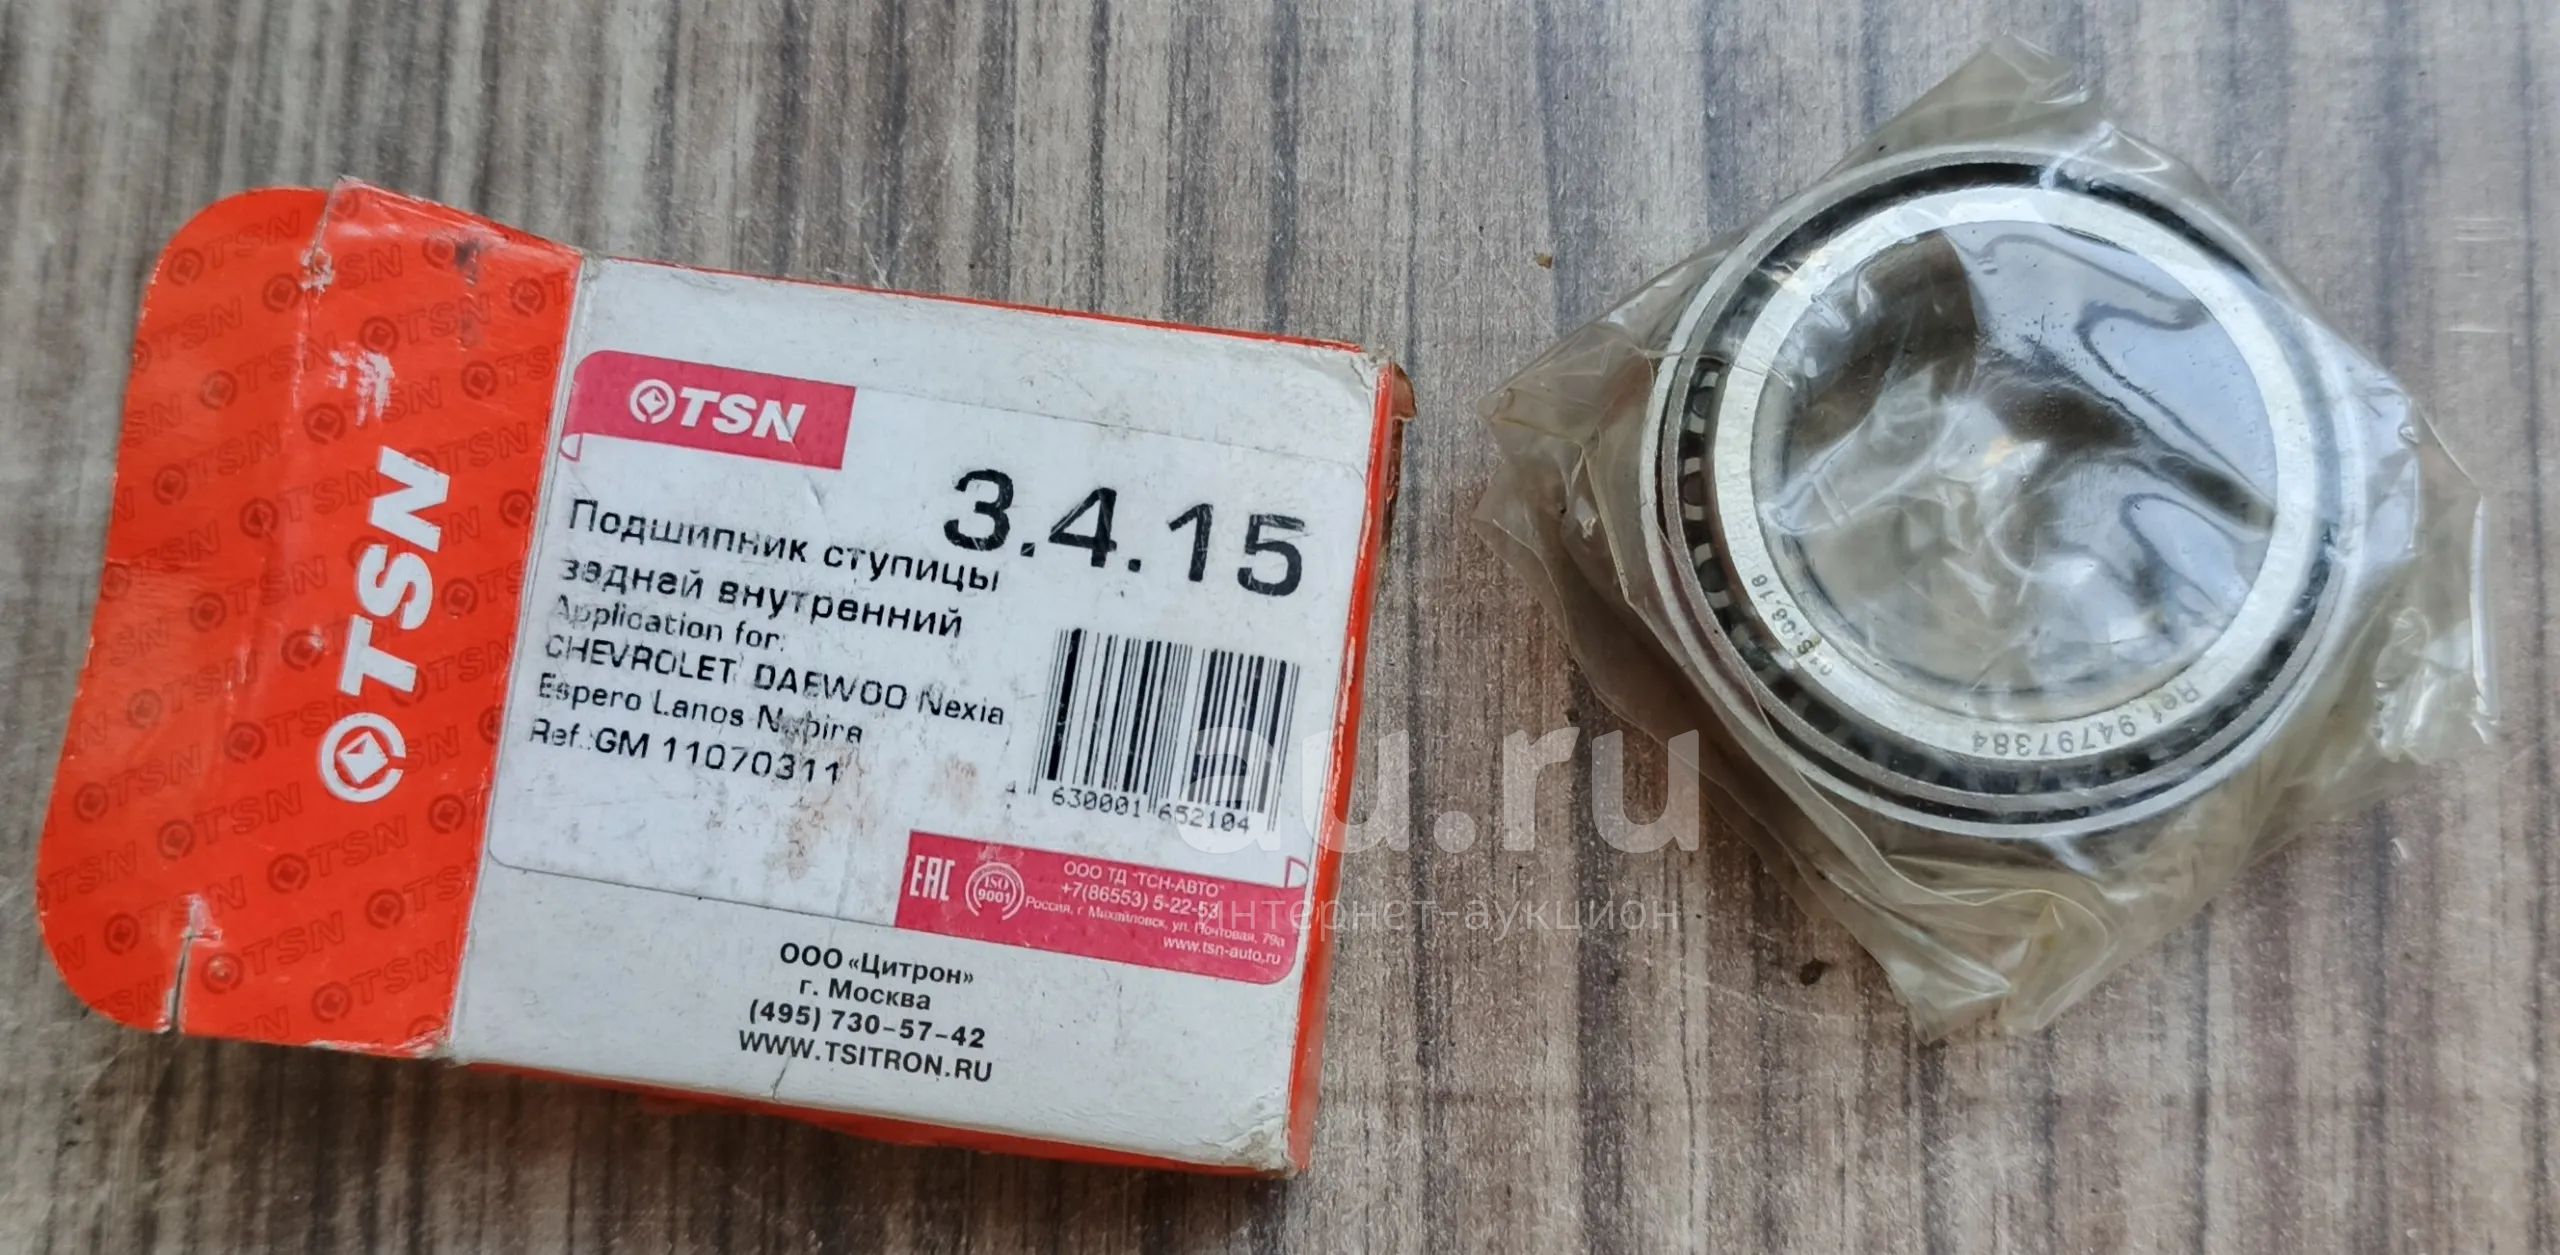 TSN
TSN
3.4.15
Подшипник ступицы
задней внутренний
Application for:
CHEVROLET DAEWOO Nexia
Espero Lanos Nubira
Ref.:GM 11070311
4 630001 652104
EAC
ISO
9001
ООО ТД "ТСН-АВТО"
+7(86553) 5-22-53
Россия, г. Михайловск, ул. Почтовая, 79а
www.tsn-auto.ru
ООО «Цитрон»
г. Москва
(495) 730-57-42
WWW.TSITRON.RU
Ref.94797384
au.ru
интернет-аукцион